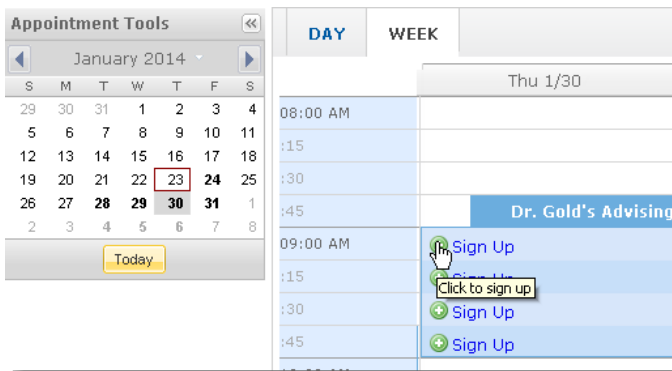 Appointment Tools
January 2014
S M T W T F S
29 30 31 1 2 3 4
5 6 7 8 9 10 11
12 13 14 15 16 17 18
19 20 21 22 23 24 25
26 27 28 29 30 31 1
2 3 4 5 6 7 8
Today
DAY WEEK
Thu 1/30
08:00 AM
:15
:30
:45 Dr. Gold's Advising
09:00 AM Sign Up
:15 Sign Up
Click to sign up
:30 Sign Up
:45 Sign Up